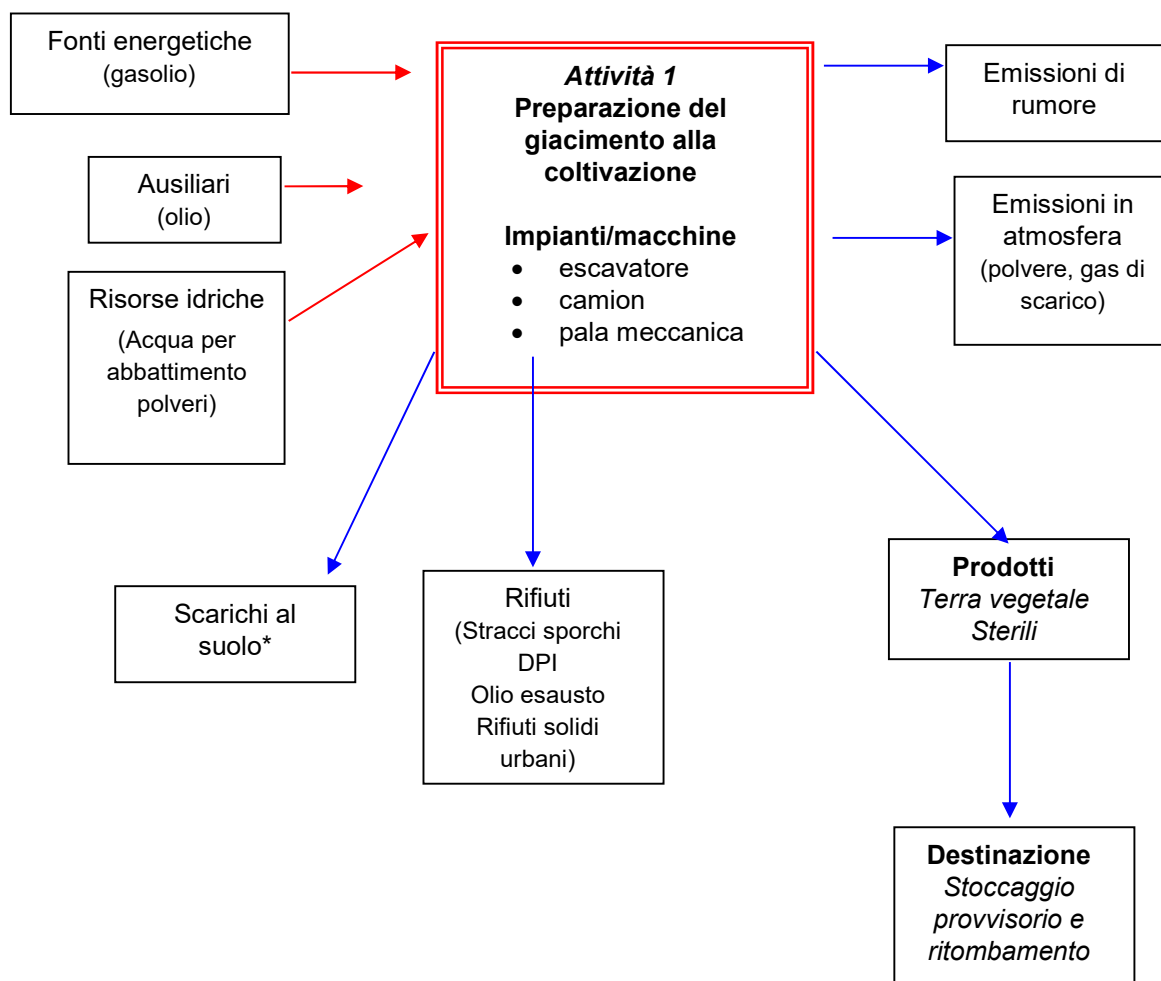 Fonti energetiche
(gasolio)
Ausiliari
(olio)
Risorse idriche
(Acqua per
abbattimento
polveri)
Attività 1
Preparazione del
giacimento alla
coltivazione
Impianti/macchine
• escavatore
• camion
• pala meccanica
Emissioni di
rumore
Emissioni in
atmosfera
(polvere, gas di
scarico)
Scarichi al
suolo*
Rifiuti
(Stracci sporchi
DPI
Olio esausto
Rifiuti solidi
urbani)
Prodotti
Terra vegetale
Sterili
Destinazione
Stoccaggio
provvisorio e
ritombamento